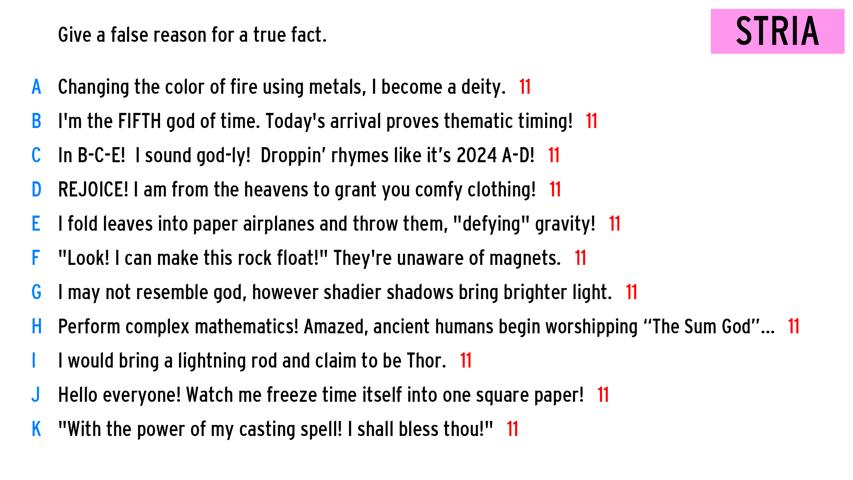 Give a false reason for a true fact.
STRIA
A Changing the color of fire using metals, I become a deity. 11
B I'm the FIFTH god of time. Today's arrival proves thematic timing! 11
C In B-C-E! I sound god-ly! Droppin’ rhymes like it’s 2024 A-D! 11
D REJOICE! I am from the heavens to grant you comfy clothing! 11
E I fold leaves into paper airplanes and throw them, "defying" gravity! 11
F "Look! I can make this rock float!" They're unaware of magnets. 11
G I may not resemble god, however shadier shadows bring brighter light. 11
H Perform complex mathematics! Amazed, ancient humans begin worshipping “The Sum God”... 11
I I would bring a lightning rod and claim to be Thor. 11
J Hello everyone! Watch me freeze time itself into one square paper! 11
K "With the power of my casting spell! I shall bless thou!" 11